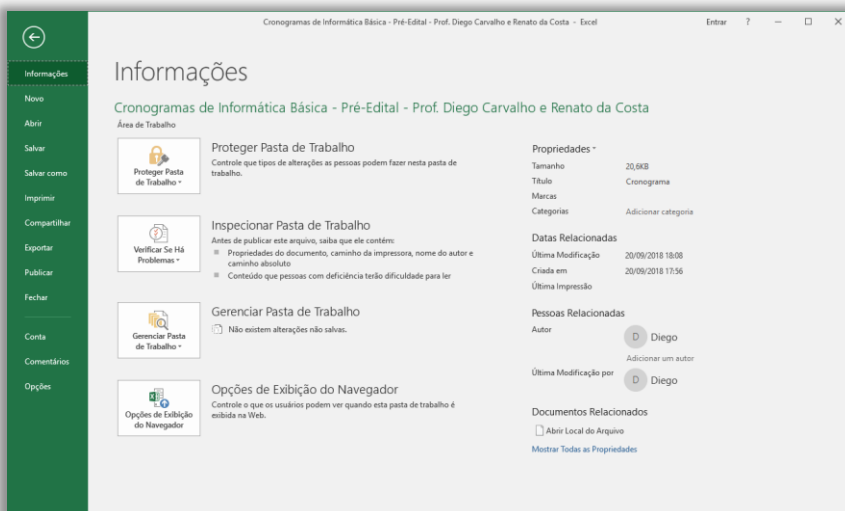 Cronogramas de Informática Básica - Pré-Edital - Prof. Diego Carvalho e Renato da Costa - Excel
Entrar
?
Informações
Novo
Abrir
Salvar
Salvar como
Imprimir
Compartilhar
Exportar
Publicar
Fechar
Conta
Comentários
Opções
Informações
Cronogramas de Informática Básica - Pré-Edital - Prof. Diego Carvalho e Renato da Costa
Área de Trabalho
Proteger Pasta
de Trabalho
Proteger Pasta de Trabalho
Controle que tipos de alterações as pessoas podem fazer nesta pasta de
trabalho.
Verificar Se Há
Problemas
Inspecionar Pasta de Trabalho
Antes de publicar este arquivo, saiba que ele contém:
Propriedades do documento, caminho da impressora, nome do autor e
caminho absoluto
Conteúdo que pessoas com deficiência terão dificuldade para ler
Gerenciar Pasta
de Trabalho
Gerenciar Pasta de Trabalho
Não existem alterações não salvas.
Opções de Exibição
do Navegador
Opções de Exibição do Navegador
Controle o que os usuários podem ver quando esta pasta de trabalho é
exibida na Web.
Propriedades
Tamanho 20,6KB
Título Cronograma
Marcas
Categorias Adicionar categoria
Datas Relacionadas
Última Modificação 20/09/2018 18:08
Criada em 20/09/2018 17:56
Última Impressão
Pessoas Relacionadas
Autor
D Diego
Adicionar um autor
Última Modificação por
D Diego
Documentos Relacionados
Abrir Local do Arquivo
Mostrar Todas as Propriedades